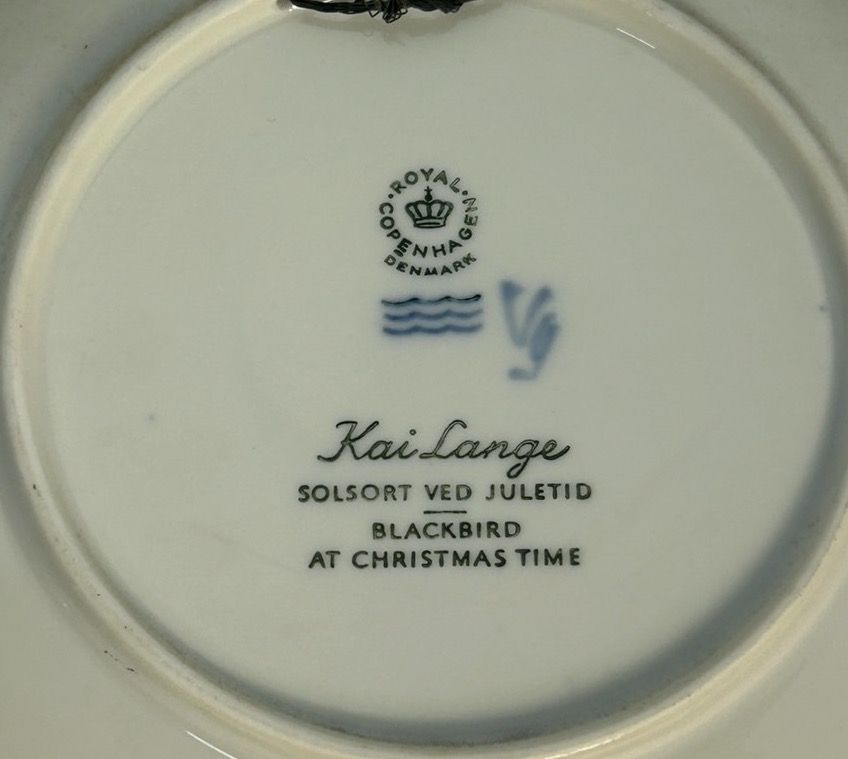 ROYAL
COPENHAGEN
DENMARK
Kai Lange
SOLSORT VED JULETID
BLACKBIRD
AT CHRISTMAS TIME